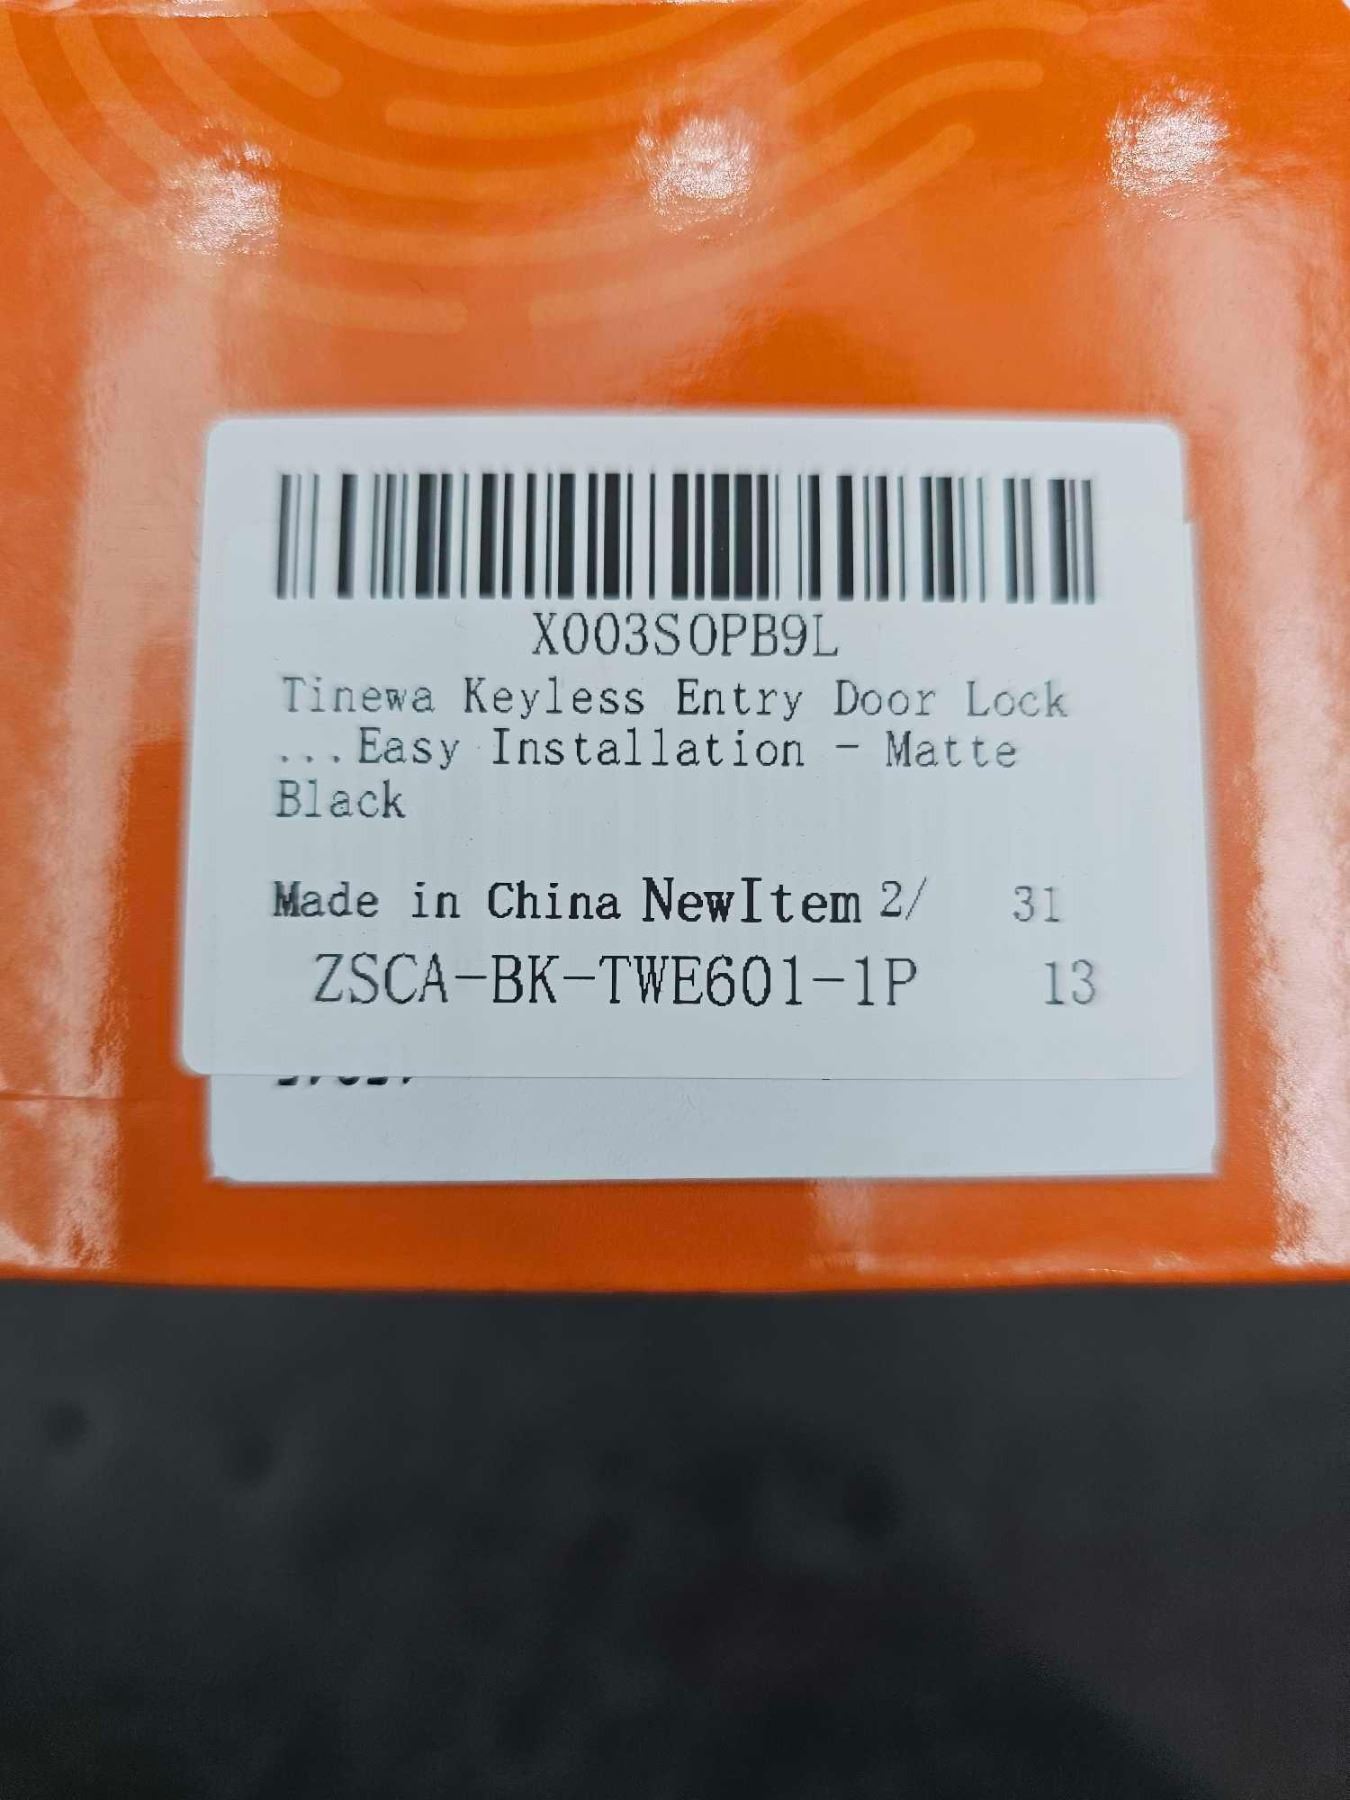 X003SOPB9L
Tinewa Keyless Entry Door Lock
...Easy Installation - Matte
Black
Made in China NewItem 2/ 31
ZSCA-BK-TWE601-1P 13